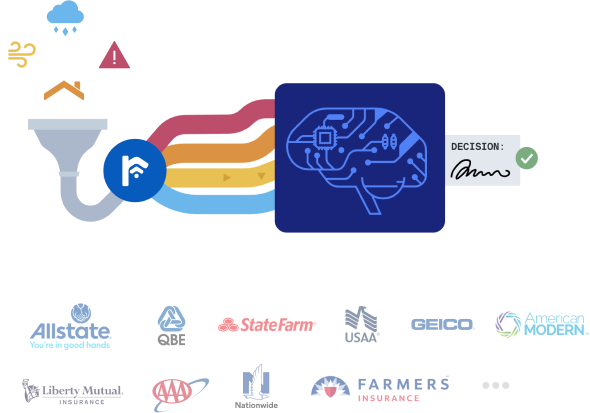 DECISION:
Allstate.
You're in good hands
QBE
StateFarm
USAA
GEICO
American
MODERN
Liberty Mutual.
INSURANCE
AAA
Nationwide
FARMERS
INSURANCE